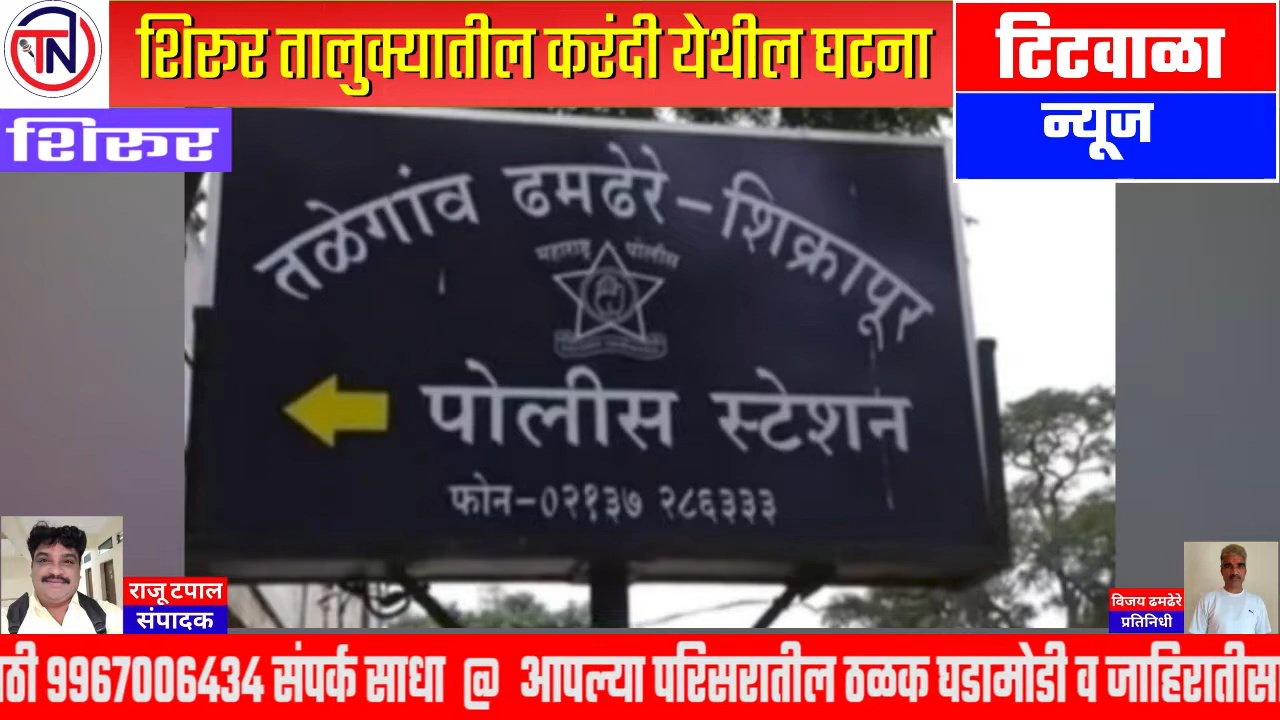 TN
शिरूर तालुक्यातील करंदी येथील घटना
टिटवाळा
न्यूज
शिरूर
तळेगांव ढमढेरे-शिक्रापूर
महाराष्ट्र पोलीस
पोलीस स्टेशन
फोन-०२१३७ २८६३३३
राजू टपाल
संपादक
विजय ढमढेरे
प्रतिनिधी
ाठी 9967006434 संपर्क साधा @ आपल्या परिसरातील ठळक घडामोडी व जाहिरातीसा